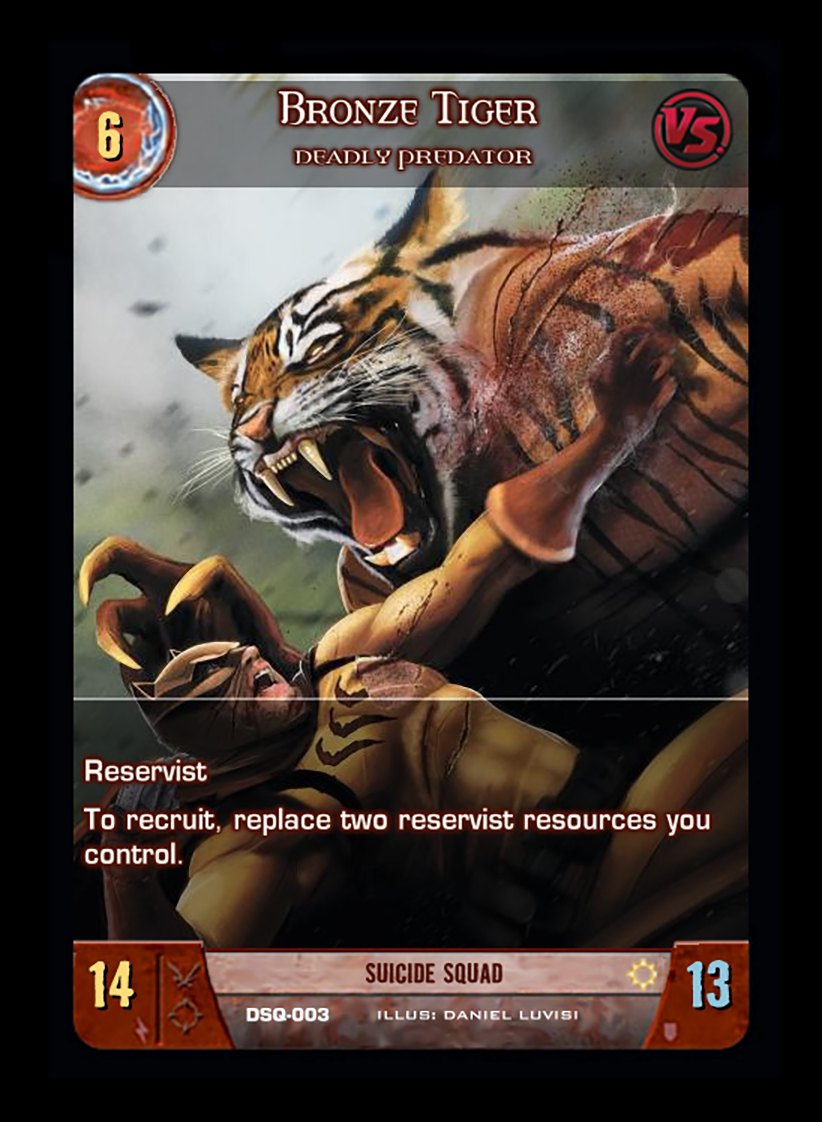 6
Bronze Tiger
VS.
Deadly Predator
Reservist
To recruit, replace two reservist resources you
control.
14
SUICIDE SQUAD
13
DSQ-003 ILLUS: DANIEL LUVISI